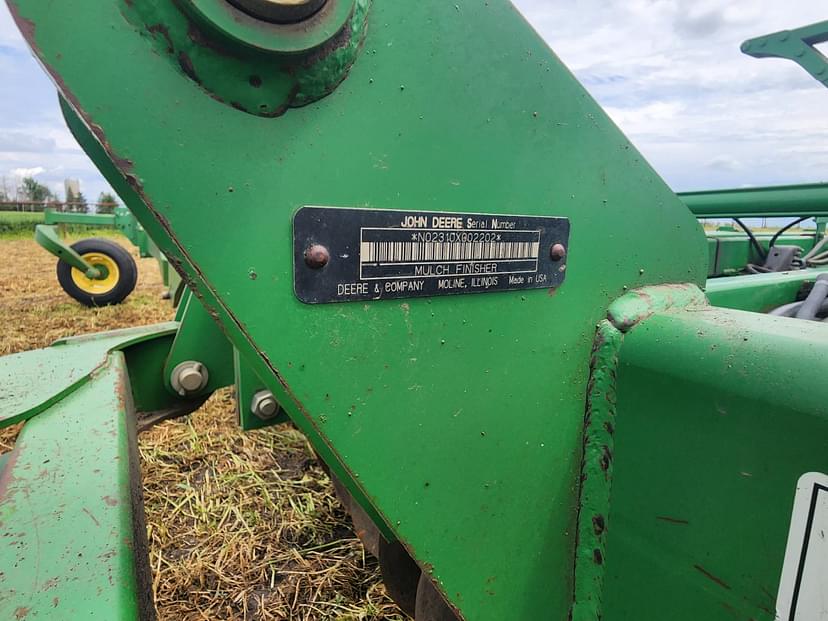 JOHN DEERE Serial Number
*N02310X002202*
MULCH FINISHER
DEERE & COMPANY MOLINE, ILLINOIS Made in USA